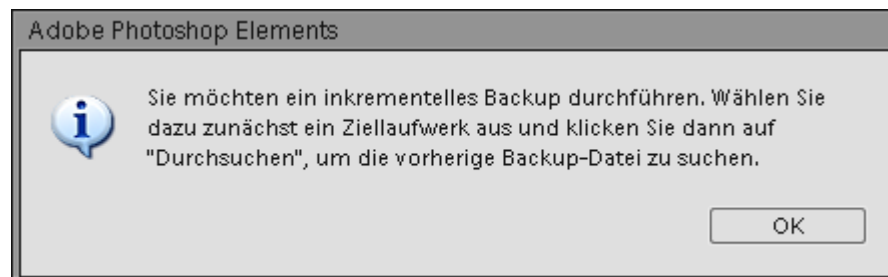 Adobe Photoshop Elements
Sie möchten ein inkrementelles Backup durchführen. Wählen Sie
dazu zunächst ein Ziellaufwerk aus und klicken Sie dann auf
"Durchsuchen", um die vorherige Backup-Datei zu suchen.
OK